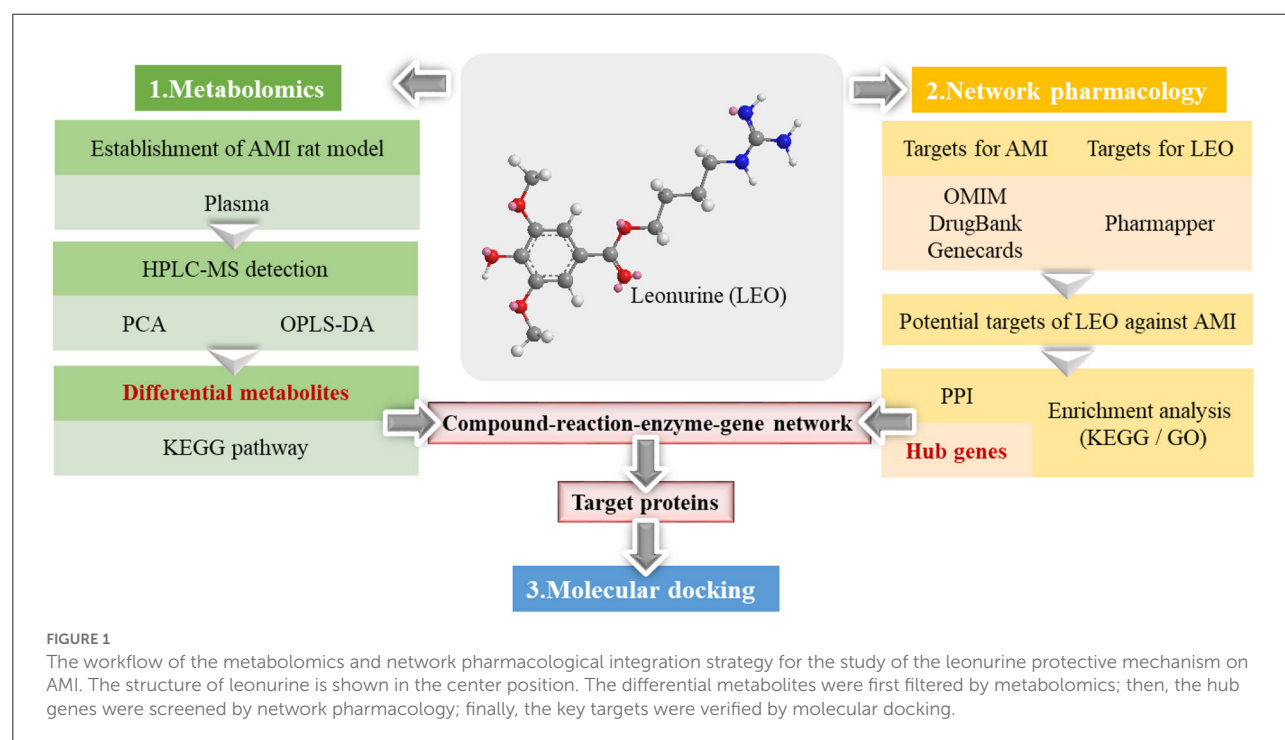 1.Metabolomics
Establishment of AMI rat model
Plasma
HPLC-MS detection
PCA OPLS-DA
Differential metabolites
KEGG pathway
Leonurine (LEO)
2.Network pharmacology
Targets for AMI Targets for LEO
OMIM
DrugBank
Genecards
Pharmapper
Potential targets of LEO against AMI
PPI
Hub genes
Enrichment analysis
(KEGG / GO)
Compound-reaction-enzyme-gene network
Target proteins
3.Molecular docking
FIGURE 1
The workflow of the metabolomics and network pharmacological integration strategy for the study of the leonurine protective mechanism on
AMI. The structure of leonurine is shown in the center position. The differential metabolites were first filtered by metabolomics; then, the hub
genes were screened by network pharmacology; finally, the key targets were verified by molecular docking.